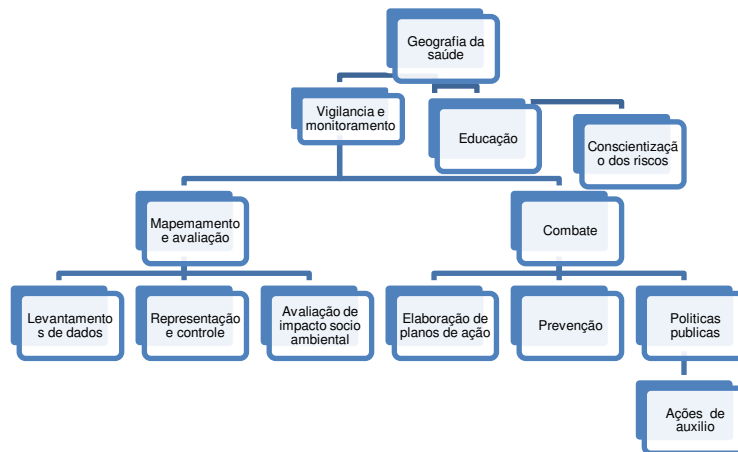 Geografia da
saúde
Vigilancia e
monitoramento
Educação
Conscientizaçã
o dos riscos
Mapemamento
e avaliação
Combate
Levantamento
s de dados
Representação
e controle
Avaliação de
impacto socio
ambiental
Elaboração de
planos de ação
Prevenção
Politicas
publicas
Ações de
auxilio